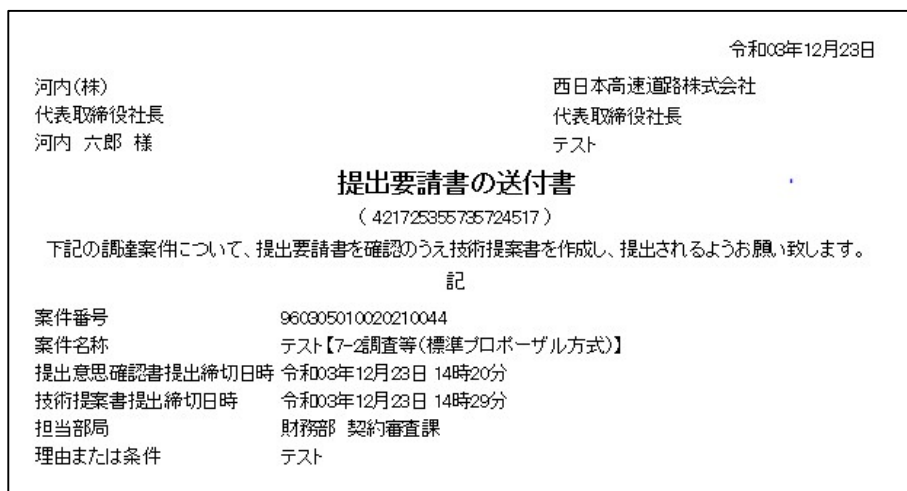 令和03年12月23日
河内(株)
西日本高速道路株式会社
代表取締役社長
代表取締役社長
河内 六郎 様
テスト
提出要請書の送付書
( 421725355735724517 )
下記の調達案件について、提出要請書を確認のうえ技術提案書を作成し、提出されるようお願い致します。
記
案件番号 960305010020210044
案件名称 テスト【7-2調査等(標準プロポーザル方式)】
提出意思確認書提出締切日時 令和03年12月23日 14時20分
技術提案書提出締切日時 令和03年12月23日 14時29分
担当部局 財務部 契約審査課
理由または条件 テスト